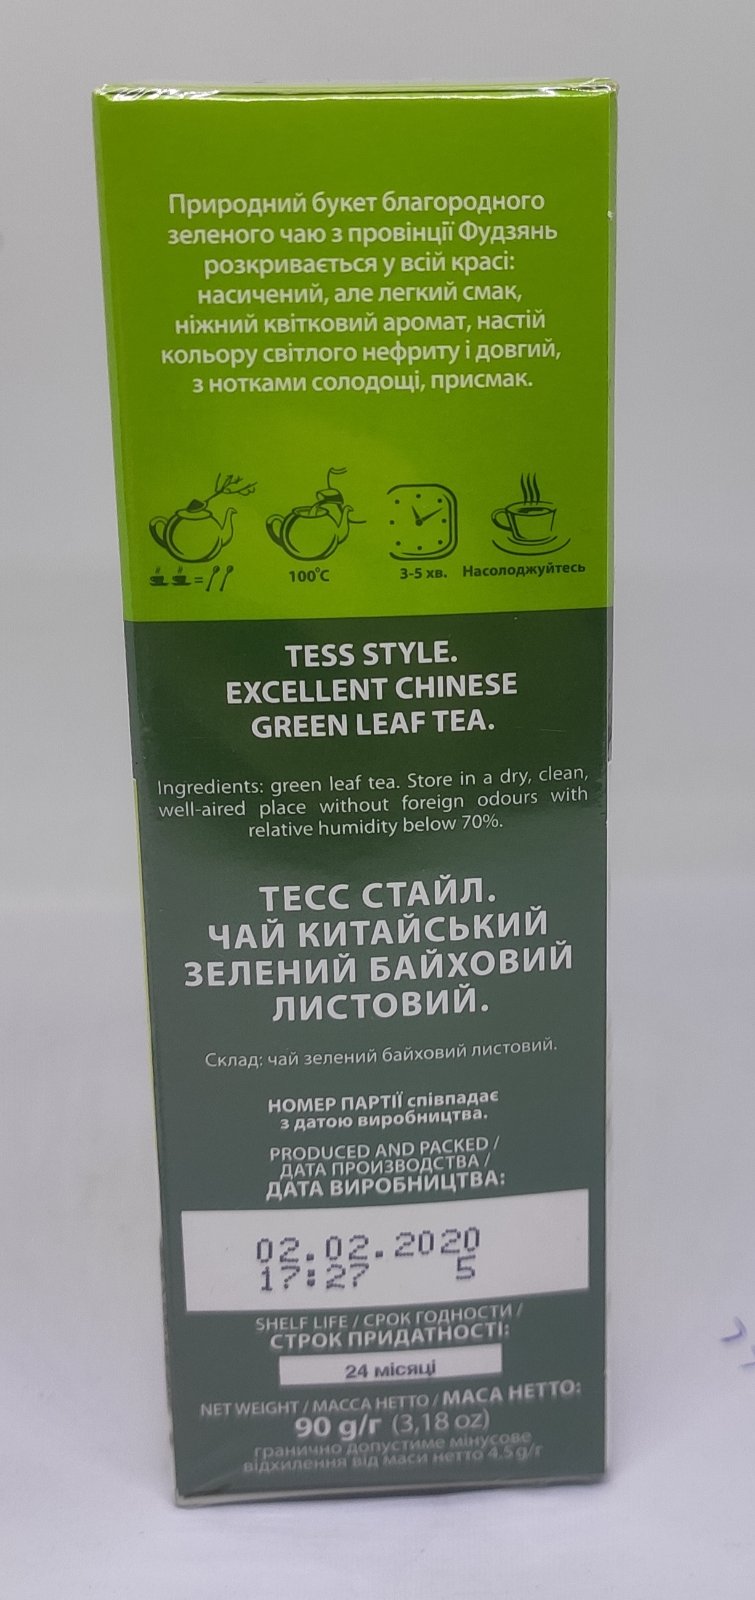 Природний букет благородного
зеленого чаю з провінції Фудзянь
розкривається у всій красі:
насичений, але легкий смак,
ніжний квітковий аромат, настій
кольору світлого нефриту і довгий,
з нотками солодощі, присмак.
=
100°C
3-5 хв.
Насолоджуйтесь
TESS STYLE.
EXCELLENT CHINESE
GREEN LEAF TEA.
Ingredients: green leaf tea. Store in a dry, clean,
well-aired place without foreign odours with
relative humidity below 70%.
ТЕСС СТАЙЛ.
ЧАЙ КИТАЙСЬКИЙ
ЗЕЛЕНИЙ БАЙХОВИЙ
ЛИСТОВИЙ.
Склад: чай зелений байховий листовий.
НОМЕР ПАРТІЇ співпадає
з датою виробництва.
PRODUCED AND PACKED /
ДАТА ПРОИЗВОДСТВА /
ДАТА ВИРОБНИЦТВА:
02.02.2020
17:27 5
SHELF LIFE / СРОК ГОДНОСТИ /
СТРОК ПРИДАТНОСТІ:
24 місяці
NET WEIGHT / МАССА НЕТТО / МАСА НЕТТО:
90 g/г (3,18 oz)
гранично допустиме мінусове
відхилення від маси нетто 4,5 g/г